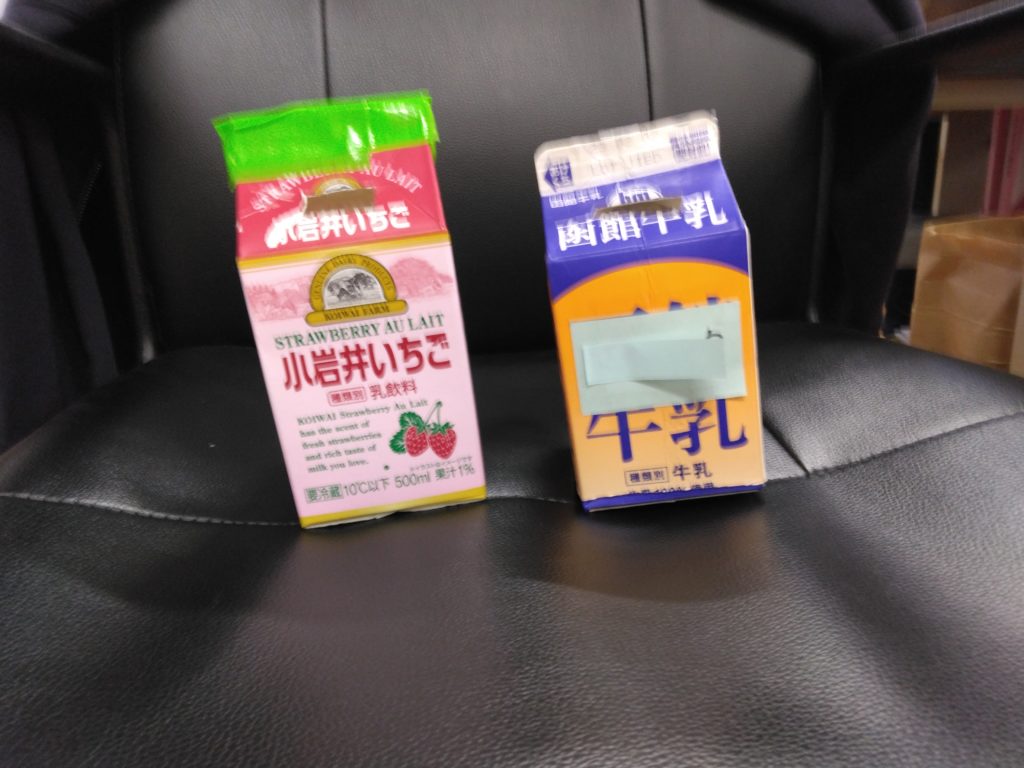 STRAWBERRY AU LAIT
小岩井いちご
GENUINE DAIRY PRODUCTS
KOIWAI FARM
STRAWBERRY AU LAIT
小岩井いちご
種類別 乳飲料
KOIWAI Strawberry Au Lait
has the scent of
fresh strawberries
and rich taste of
milk you love.
要冷蔵 10℃以下 500ml 果汁1%
函館牛乳
牛乳
種類別 牛乳